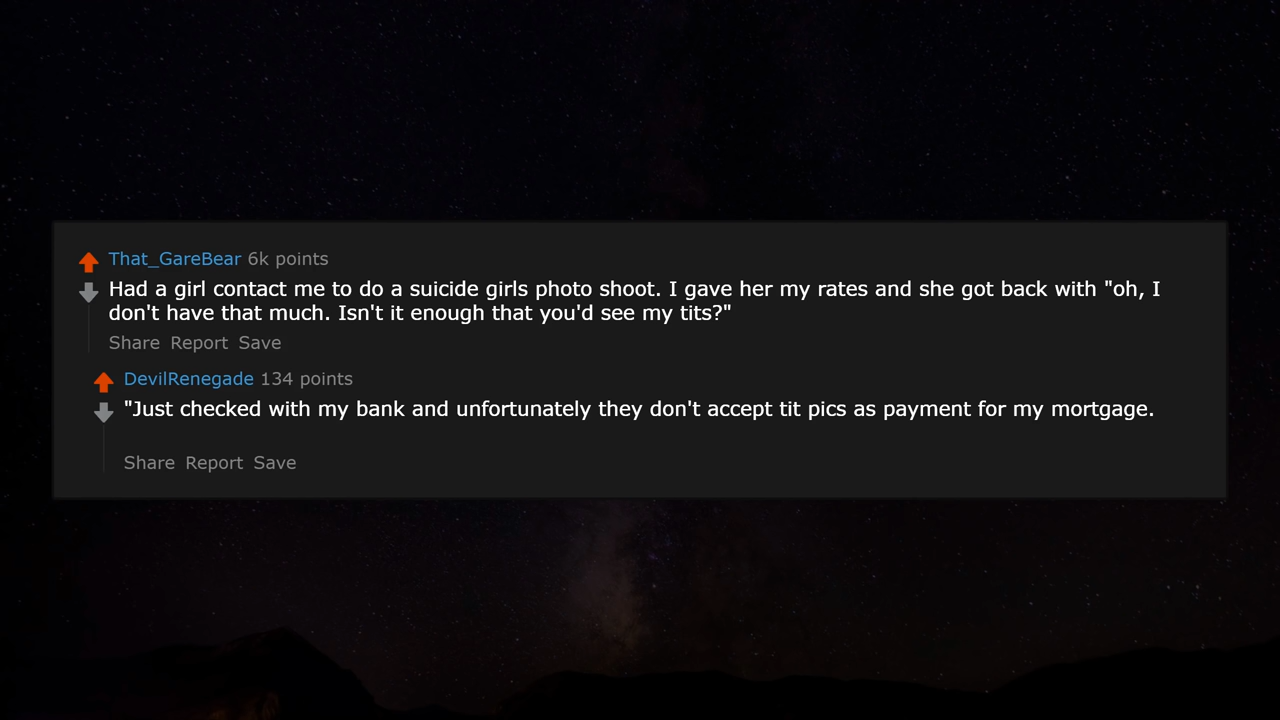 That_GareBear 6k points
Had a girl contact me to do a suicide girls photo shoot. I gave her my rates and she got back with "oh, I
don't have that much. Isn't it enough that you'd see my tits?"
Share Report Save
DevilRenegade 134 points
"Just checked with my bank and unfortunately they don't accept tit pics as payment for my mortgage.
Share Report Save